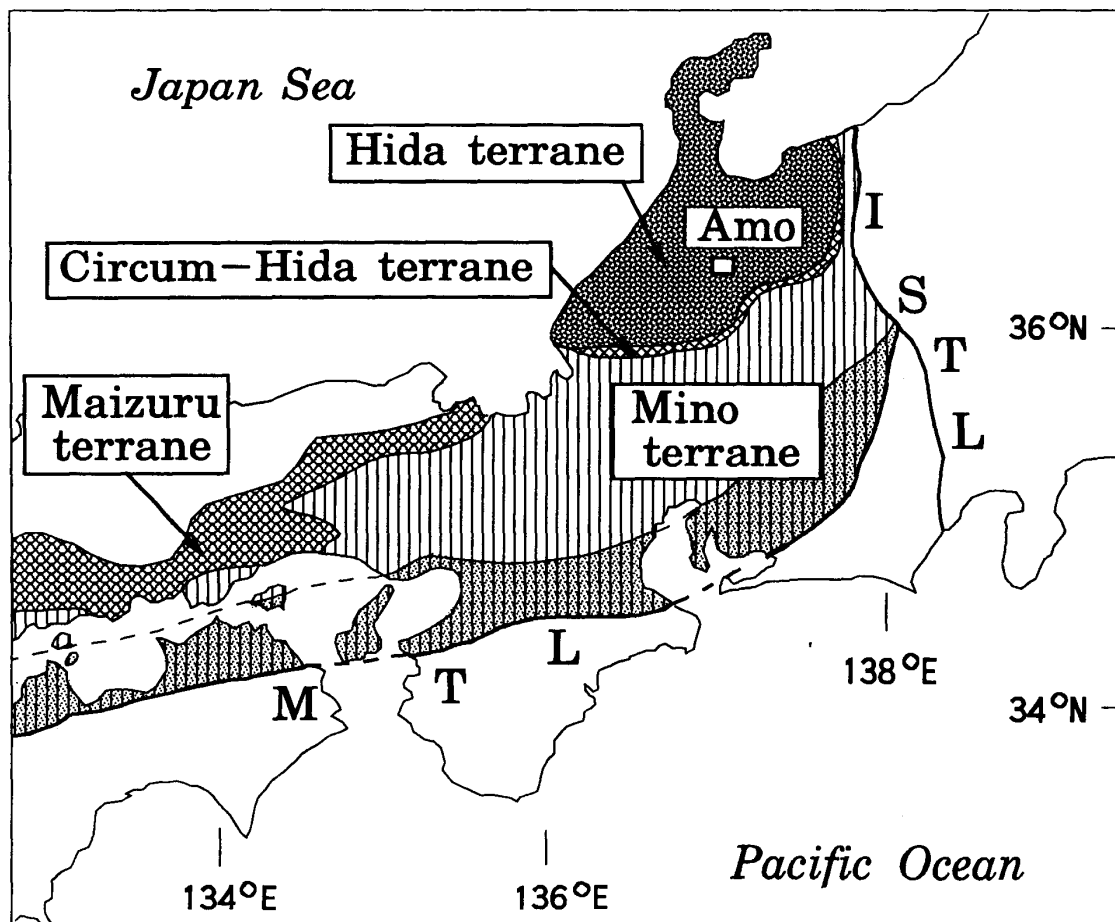 Japan Sea
Hida terrane
Amo
I
Circum–Hida terrane
S
36°N
T
Maizuru
terrane
Mino
terrane
L
L
138°E
T
M
34°N
134°E
136°E
Pacific Ocean